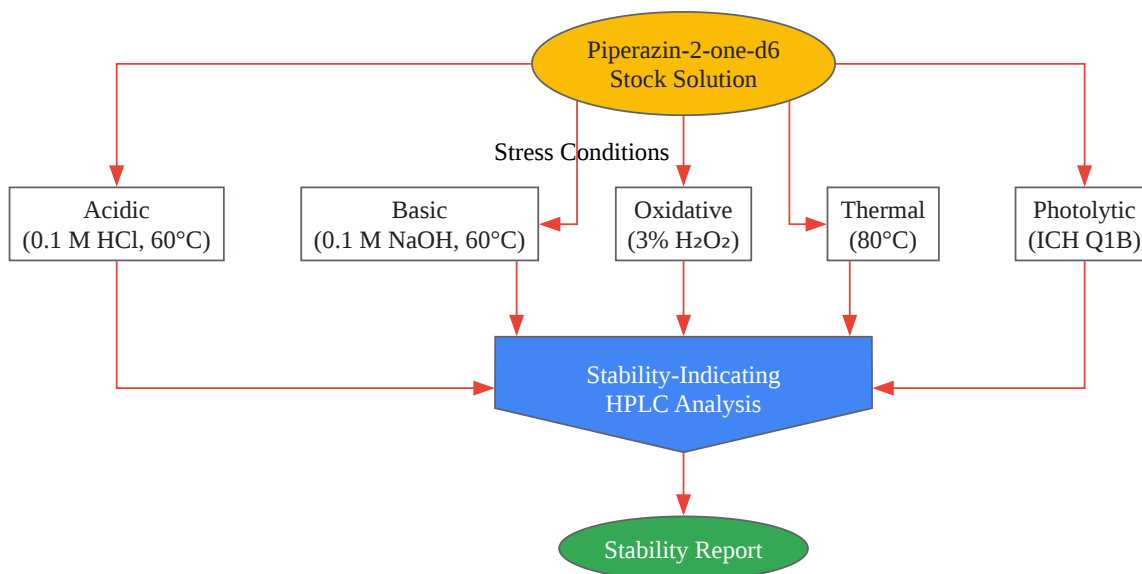 Piperazin-2-one-d6
Stock Solution
Stress Conditions
Acidic
(0.1 M HCl, 60°C)
Basic
(0.1 M NaOH, 60°C)
Oxidative
(3% H₂O₂)
Thermal
(80°C)
Photolytic
(ICH Q1B)
Stability-Indicating
HPLC Analysis
Stability Report